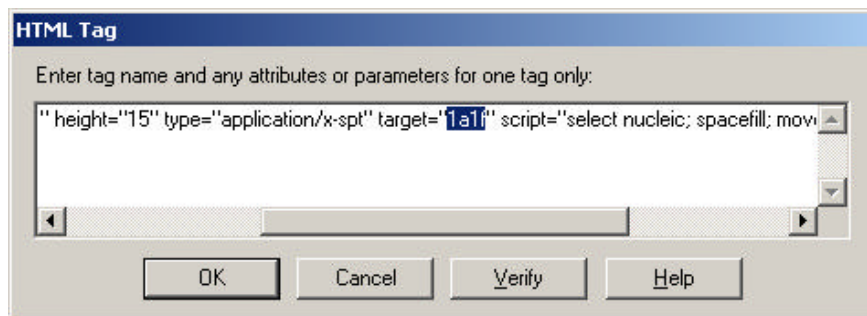 HTML Tag
Enter tag name and any attributes or parameters for one tag only:
" height="15" type="application/x-spt" target="1a1f" script="select nucleic; spacefill; mov
OK Cancel Verify Help